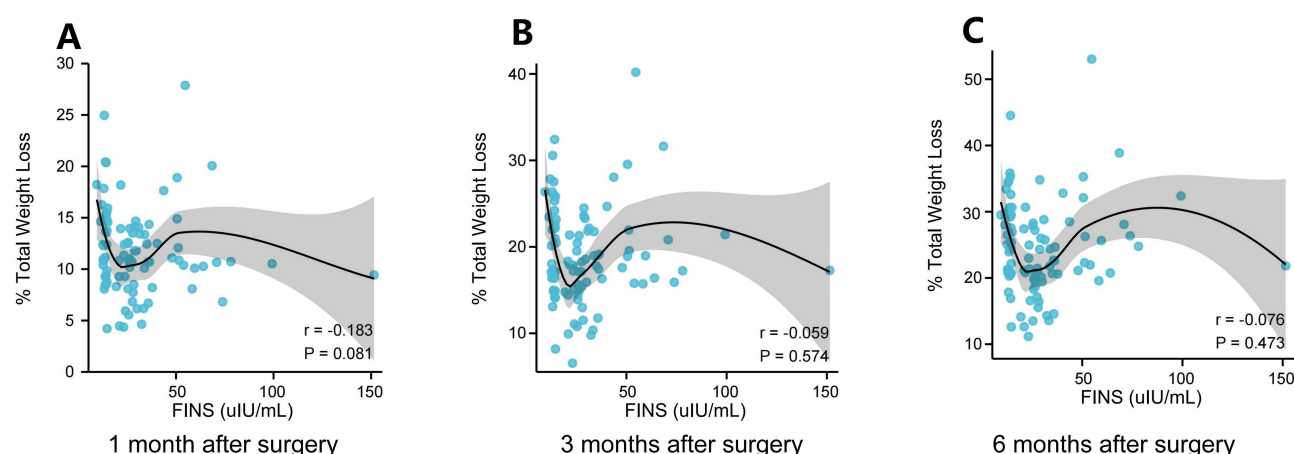 A
% Total Weight Loss
30
25
20
15
10
5
0
r = -0.183
P = 0.081
50
100
150
FINS (uIU/mL)
1 month after surgery
B
% Total Weight Loss
40
30
20
10
r = -0.059
P = 0.574
50
100
150
FINS (uIU/mL)
3 months after surgery
C
% Total Weight Loss
50
40
30
20
10
r = -0.076
P = 0.473
50
100
150
FINS (uIU/mL)
6 months after surgery